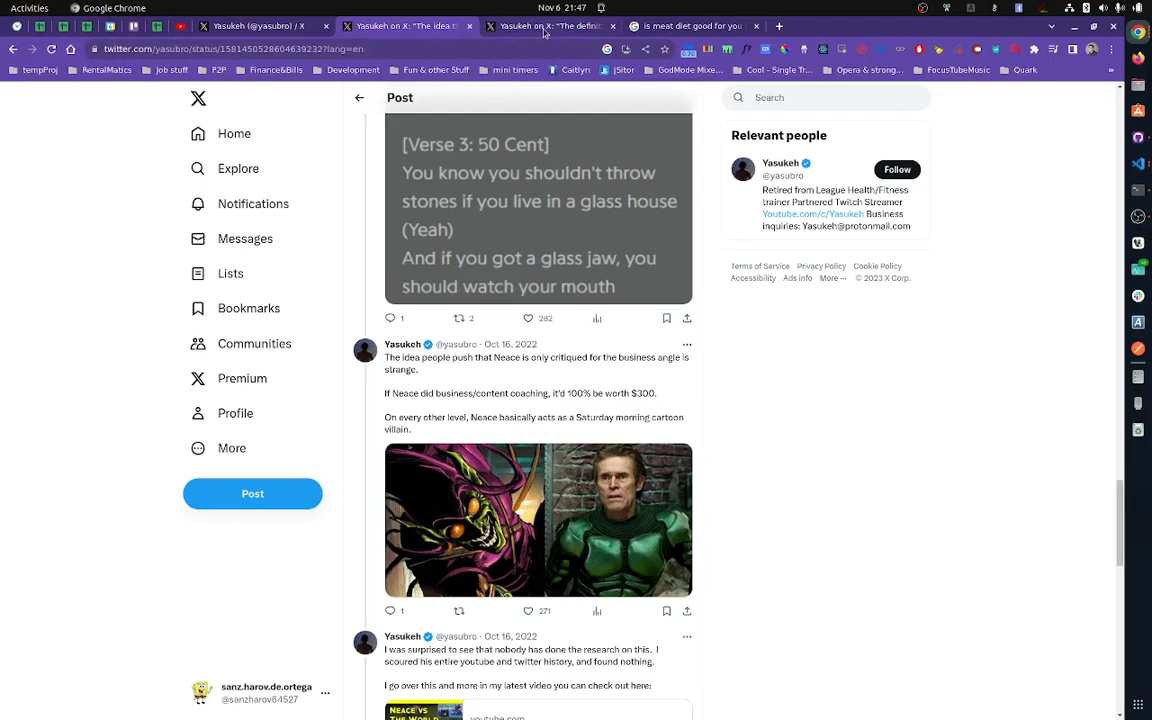 Activities
Google Chrome
Nov 6 21:47
Yasukeh (@yasubro) / X
Yasukeh on X: "The idea th
Yasukeh on X: "The definit
is meat diet good for you
twitter.com/yasubro/status/1581450528604639232?lang=en
tempProj
RentalMatics
Job stuff
P2P
Finance&Bills
Development
Fun & other Stuff
mini timers
Caitlyn
JSitor
GodMode Mixe...
Cool - Single Tr...
Opera & strong...
FocusTubeMusic
Quark
Home
Explore
Notifications
Messages
Lists
Bookmarks
Communities
Premium
Profile
More
Post
sanz.harov.de.ortega
@sanzharov64527
Post
[Verse 3: 50 Cent]
You know you shouldn't throw
stones if you live in a glass house
(Yeah)
And if you got a glass jaw, you
should watch your mouth
1 2 282
Yasukeh @yasubro · Oct 16, 2022
The idea people push that Neace is only critiqued for the business angle is
strange.
If Neace did business/content coaching, it'd 100% be worth $300.
On every other level, Neace basically acts as a Saturday morning cartoon
villain.
1 271
Yasukeh @yasubro · Oct 16, 2022
I was surprised to see that nobody has done the research on this. I
scoured his entire youtube and twitter history, and found nothing.
I go over this and more in my latest video you can check out here:
NEACE VS
THE WORLD
youtube.com
Search
Relevant people
Yasukeh
@yasubro
Follow
Retired from League Health/Fitness
trainer Partnered Twitch Streamer
Youtube.com/c/Yasukeh Business
inquiries: Yasukeh@protonmail.com
Terms of Service Privacy Policy Cookie Policy
Accessibility Ads info More ··· © 2023 X Corp.